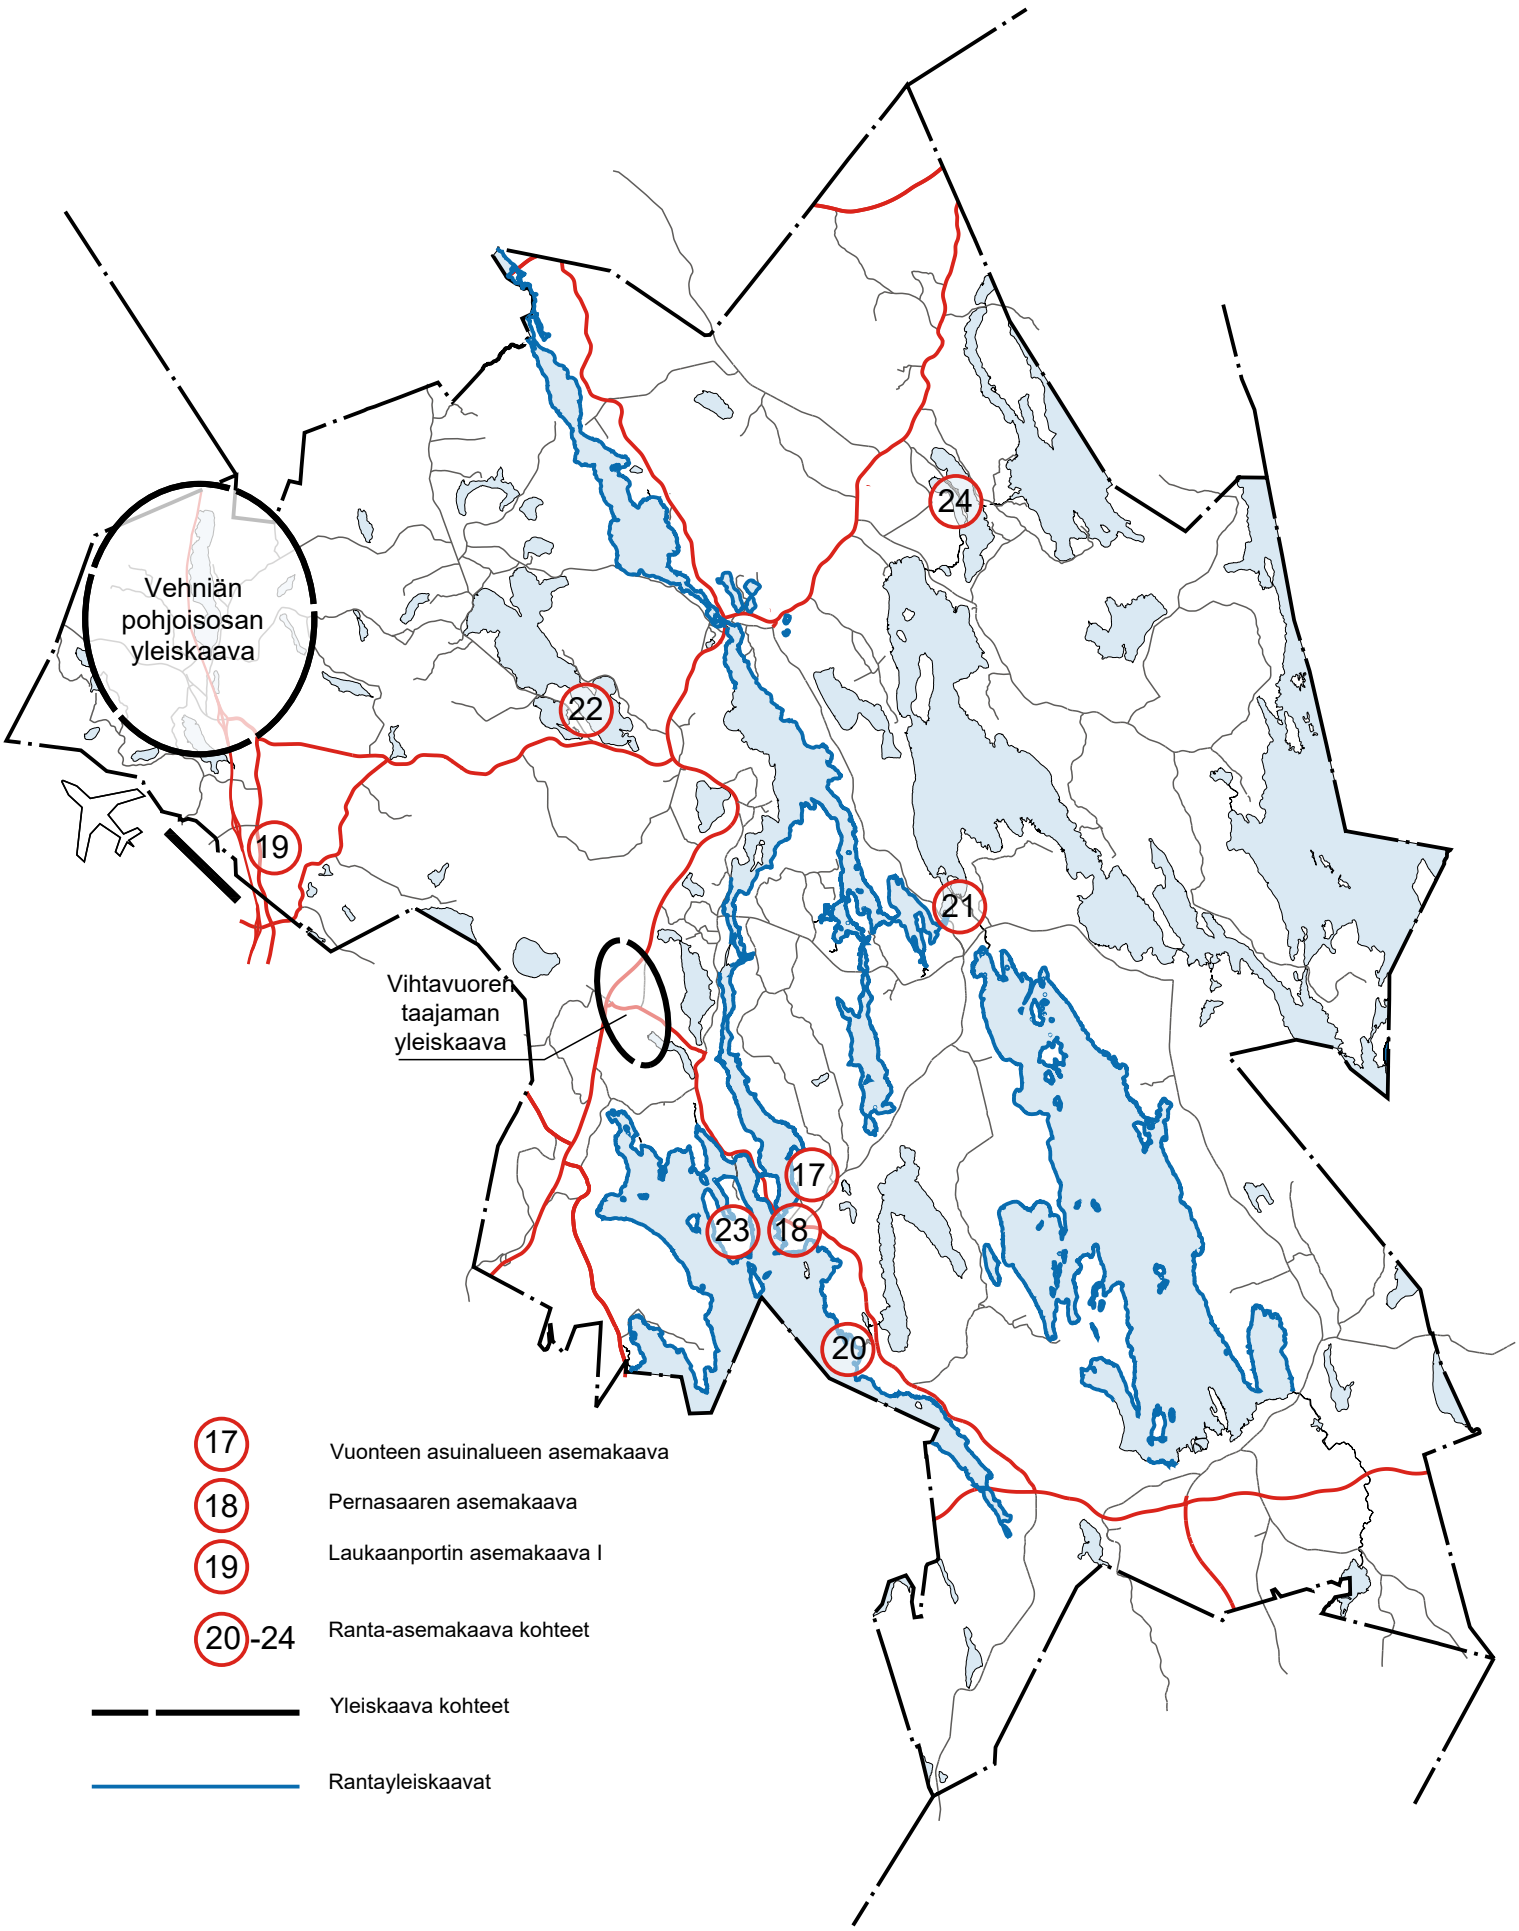 24
Vehniän
pohjoisosan
yleiskaava
22
19
21
Vihtavuoren
taajaman
yleiskaava
17
23
18
20
17
Vuonteen asuinalueen asemakaava
18
Pernasaaren asemakaava
19
Laukaanportin asemakaava I
20-24
Ranta-asemakaava kohteet
Yleiskaava kohteet
Rantayleiskaavat